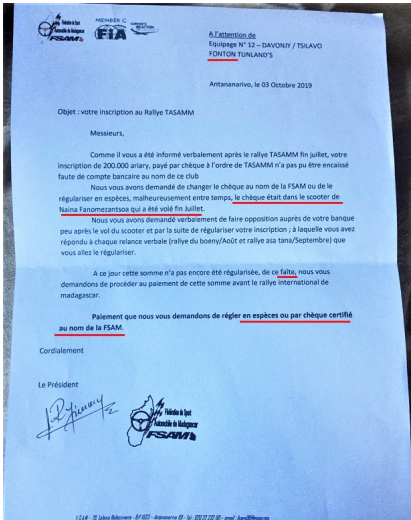 Fédération du Sport
Automobile de Madagascar
FSAM
MEMBER
FiA
A l'attention de
Equipage N° 12 – DAVONJY / TSILAVO
FONTON TUNLAND'S
Antananarivo, le 03 Octobre 2019
Objet : votre inscription au Rallye TASAMM
Messieurs,
Comme il vous a été informé verbalement après le rallye TASAMM fin juillet, votre
inscription de 200.000 ariary, payé par chèque à l'ordre de TASAMM n'a pas pu être encaissé
faute de compte bancaire au nom de ce club
Nous vous avons demandé de changer le chèque au nom de la FSAM ou de le
régulariser en espèces, malheureusement entre temps, le chèque était dans le scooter de
Naina Fanomezantsoa qui a été volé fin Juillet.
Nous vous avons demandé verbalement de faire opposition auprès de votre banque
peu après le vol du scooter et par la suite de régulariser votre inscription ; à laquelle vous avez
répondu à chaque relance verbale (rallye du boeny/Août et rallye asa tana/Septembre) que
vous allez le régulariser.
A ce jour cette somme n'a pas encore été régularisée, de ce faîte, nous vous
demandons de procéder au paiement de cette somme avant le rallye international de
madagascar.
Paiement que nous vous demandons de régler en espèces ou par chèque certifié
au nom de la FSAM.
Cordialement
Le Président
Fédération du Sport
Automobile de Madagascar
FSAM